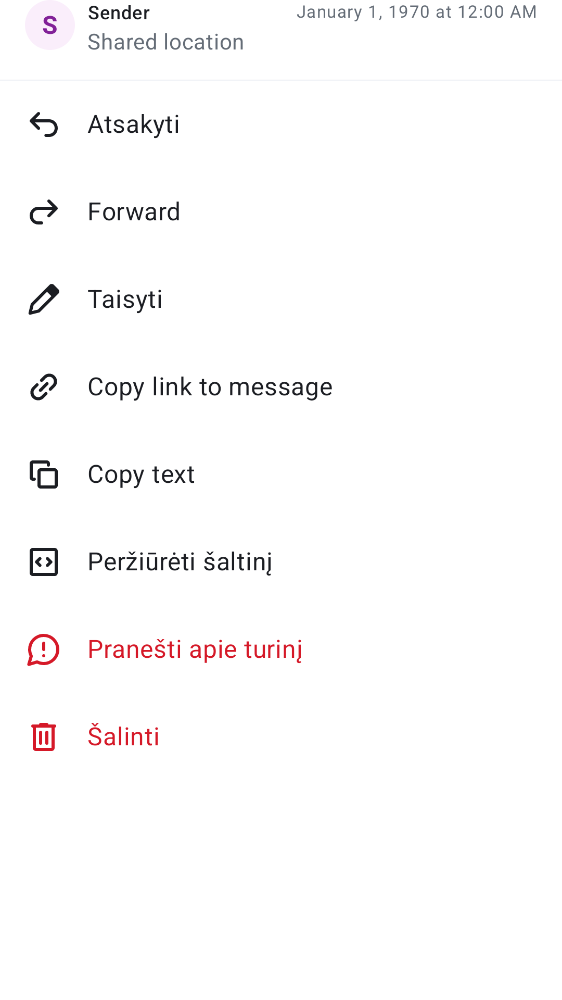 S
Sender
January 1, 1970 at 12:00 AM
Shared location
Atsakyti
Forward
Taisyti
Copy link to message
Copy text
Peržiūrėti šaltinį
Pranešti apie turinį
Šalinti